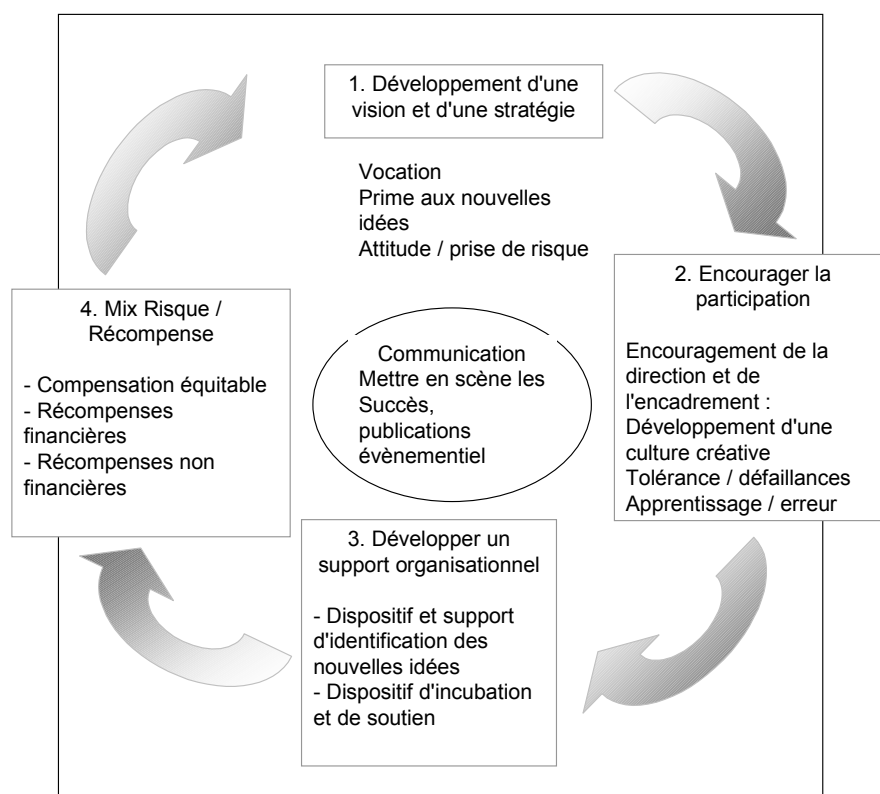 1. Développement d'une
vision et d'une stratégie
Vocation
Prime aux nouvelles
idées
Attitude / prise de risque
2. Encourager la
participation
Encouragement de la
direction et de
l'encadrement :
Développement d'une
culture créative
Tolérance / défaillances
Apprentissage / erreur
3. Développer un
support organisationnel
- Dispositif et support
d'identification des
nouvelles idées
- Dispositif d'incubation
et de soutien
4. Mix Risque /
Récompense
- Compensation équitable
- Récompenses
financières
- Récompenses non
financières
Communication
Mettre en scène les
Succès,
publications
évènementiel